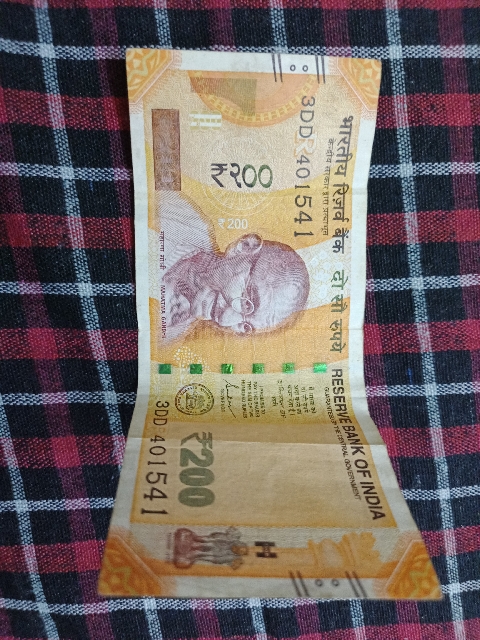 भारतीय रिज़र्व बैंक
केन्द्रीय सरकार द्वारा प्रत्याभूत
दो सौ रुपये
RESERVE BANK OF INDIA
GUARANTEED BY THE CENTRAL GOVERNMENT
3DD 401541
₹२००
₹200
महात्मा गांधी MAHATMA GANDHI
₹200
3DD 401541